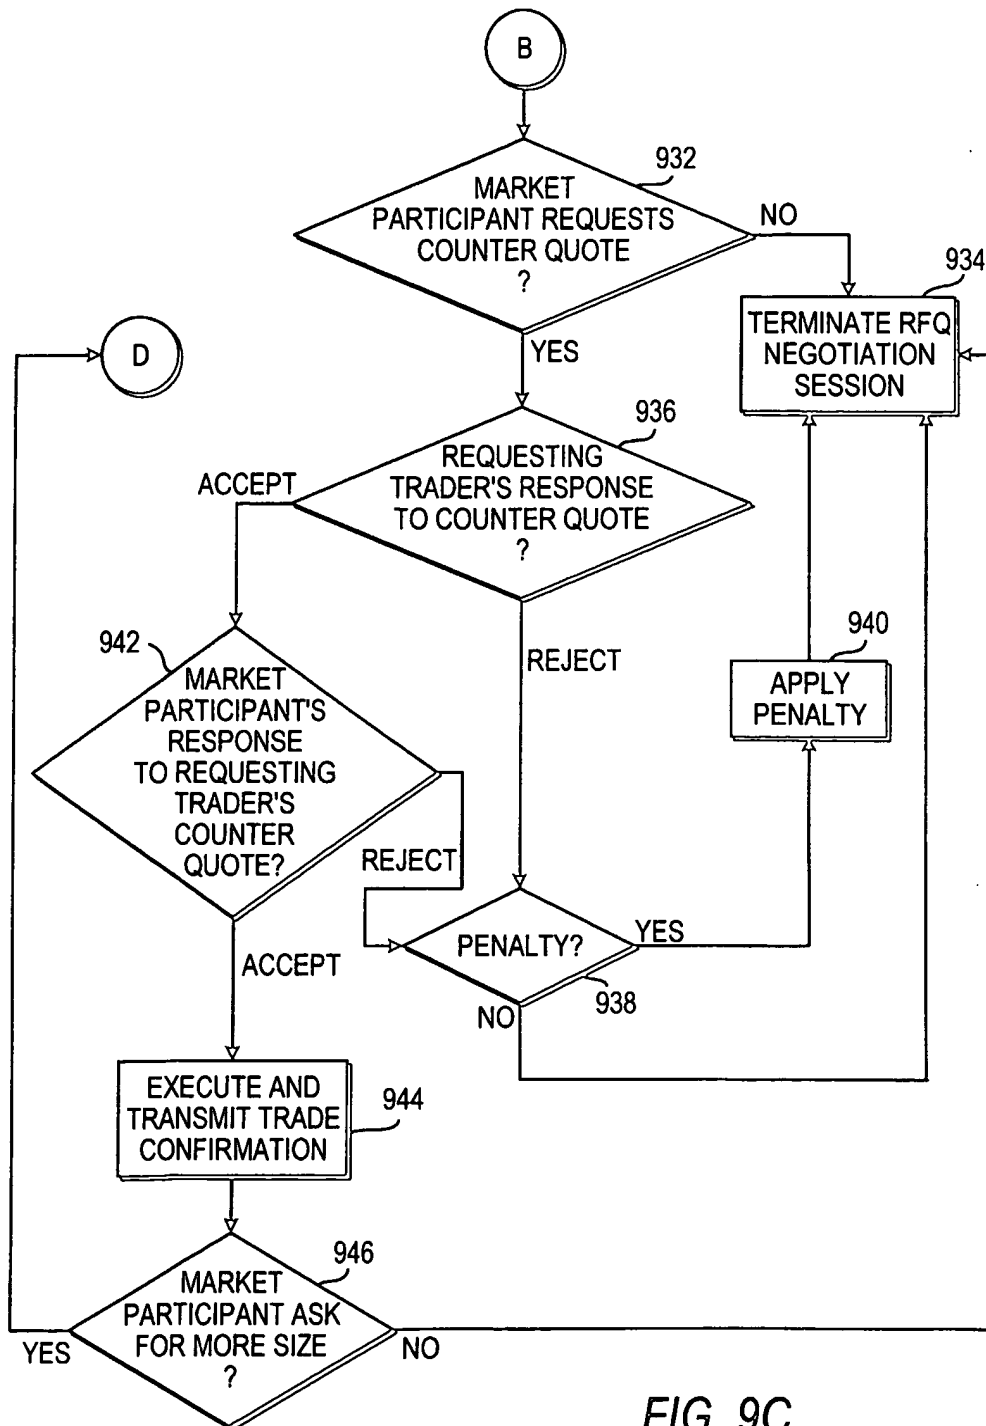 B
932
MARKET
PARTICIPANT REQUESTS
COUNTER QUOTE
?
NO
934
TERMINATE RFQ
NEGOTIATION
SESSION
D
YES
936
REQUESTING
TRADER'S RESPONSE
TO COUNTER QUOTE
?
ACCEPT
942
MARKET
PARTICIPANT'S
RESPONSE
TO REQUESTING
TRADER'S
COUNTER
QUOTE?
REJECT
940
APPLY
PENALTY
REJECT
PENALTY?
YES
938
NO
ACCEPT
EXECUTE AND
TRANSMIT TRADE
CONFIRMATION
944
946
MARKET
PARTICIPANT ASK
FOR MORE SIZE
?
YES
NO
FIG. 9C